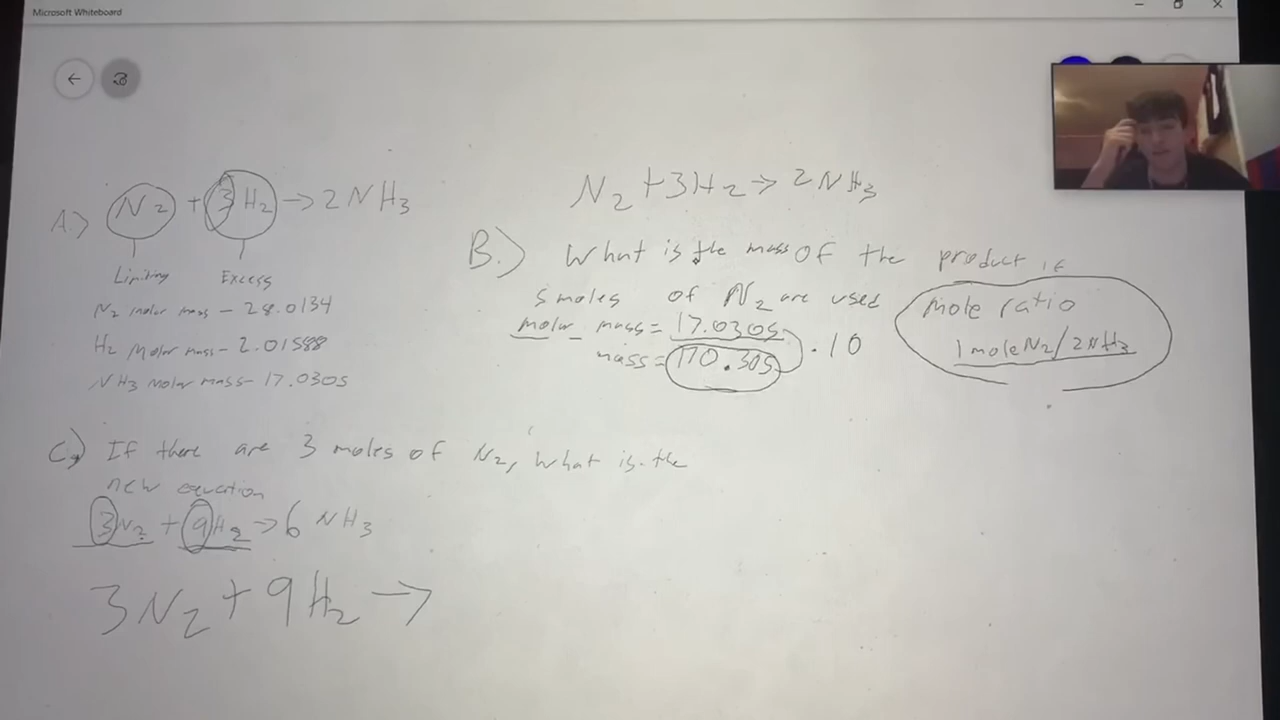 Microsoft Whiteboard
A.) N2 + 3H2 → 2NH3
Limiting Excess
N2 molar mass - 28.0134
H2 Molar mass - 2.01588
NH3 Molar mass - 17.0305
N2 + 3H2 → 2NH3
B.) What is the mass of the product if
5 moles of N2 are used
molar mass = 17.0305
mass = 170.305 · 10
mole ratio
1 mole N2/2NH3
C.) If there are 3 moles of N2, what is the
new equation
3N2 + 9H2 → 6 NH3
3N2 + 9H2 →